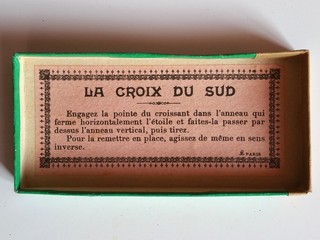 LA CROIX DU SUD
Engagez la pointe du croissant dans l'anneau qui
ferme horizontalement l'étoile et faites-la passer par
dessus l'anneau vertical, puis tirez.
Pour la remettre en place, agissez de même en sens
inverse.
PARIS